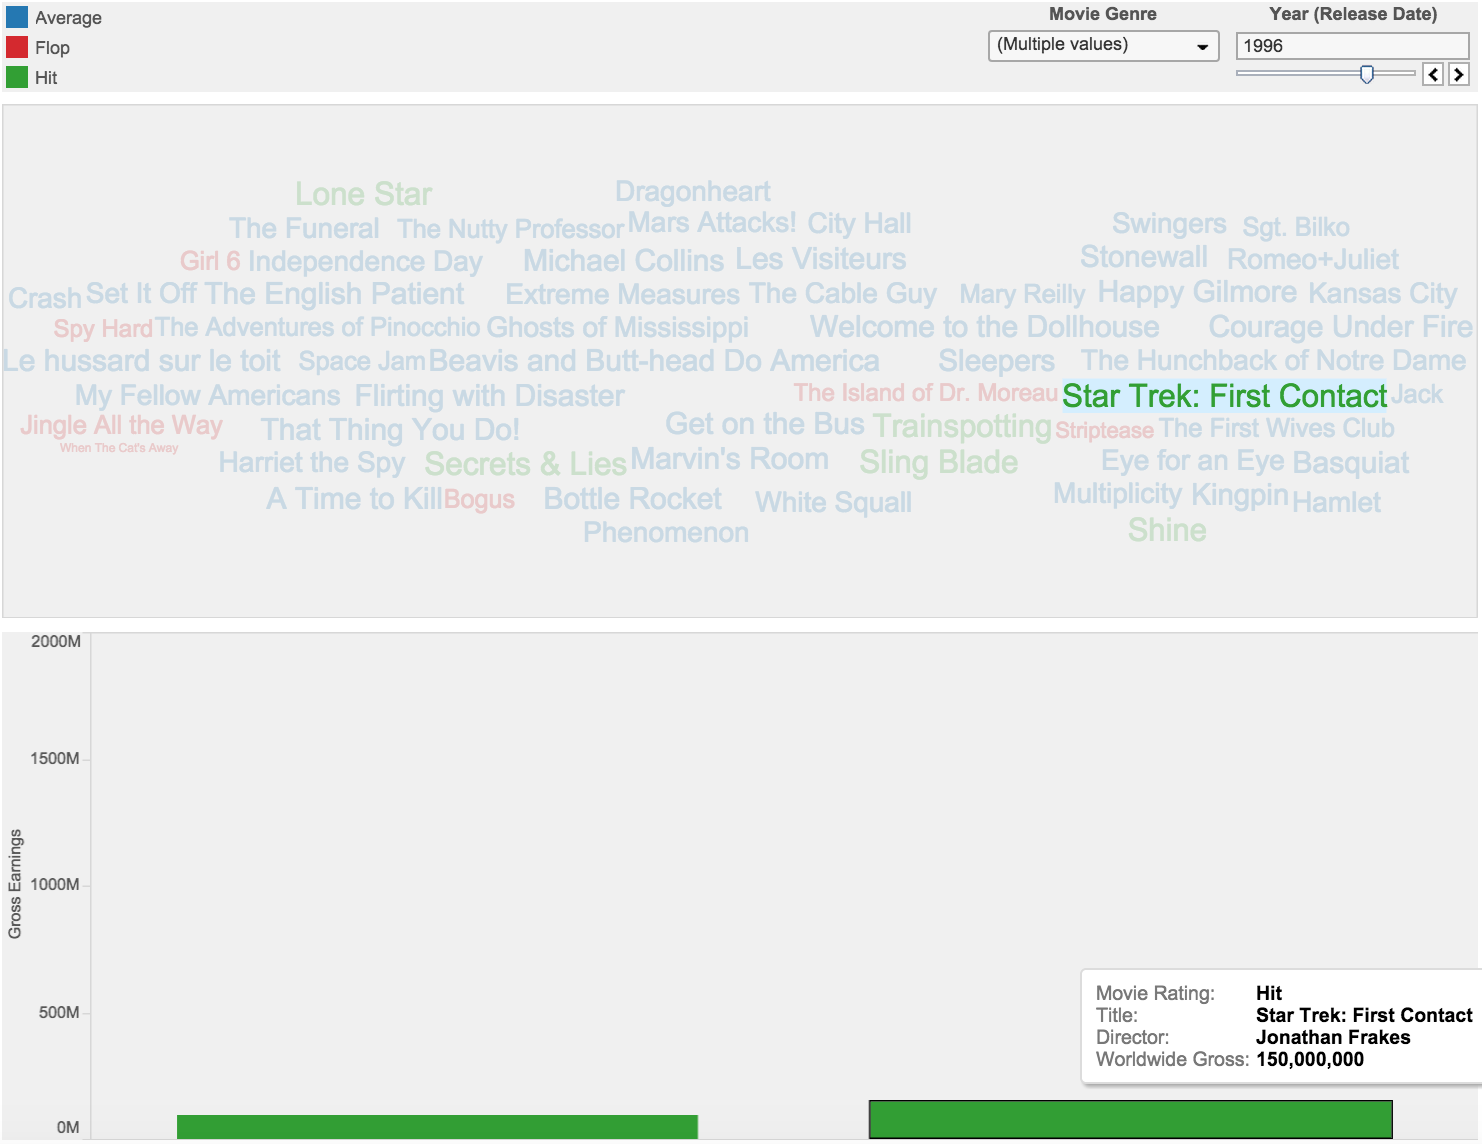 Average
Flop
Hit
Movie Genre
(Multiple values)
Year (Release Date)
1996
Lone Star Dragonheart
The Funeral The Nutty Professor Mars Attacks! City Hall Swingers Sgt. Bilko
Girl 6 Independence Day Michael Collins Les Visiteurs Stonewall Romeo+Juliet
Crash Set It Off The English Patient Extreme Measures The Cable Guy Mary Reilly Happy Gilmore Kansas City
Spy Hard The Adventures of Pinocchio Ghosts of Mississippi Welcome to the Dollhouse Courage Under Fire
Le hussard sur le toit Space Jam Beavis and Butt-head Do America Sleepers The Hunchback of Notre Dame
My Fellow Americans Flirting with Disaster The Island of Dr. Moreau Star Trek: First Contact Jack
Jingle All the Way That Thing You Do! Get on the Bus Trainspotting Striptease The First Wives Club
When The Cat's Away
Harriet the Spy Secrets & Lies Marvin's Room Sling Blade Eye for an Eye Basquiat
A Time to Kill Bogus Bottle Rocket White Squall Multiplicity Kingpin Hamlet
Phenomenon Shine
2000M
1500M
1000M
500M
0M
Gross Earnings
Movie Rating: Hit
Title: Star Trek: First Contact
Director: Jonathan Frakes
Worldwide Gross: 150,000,000